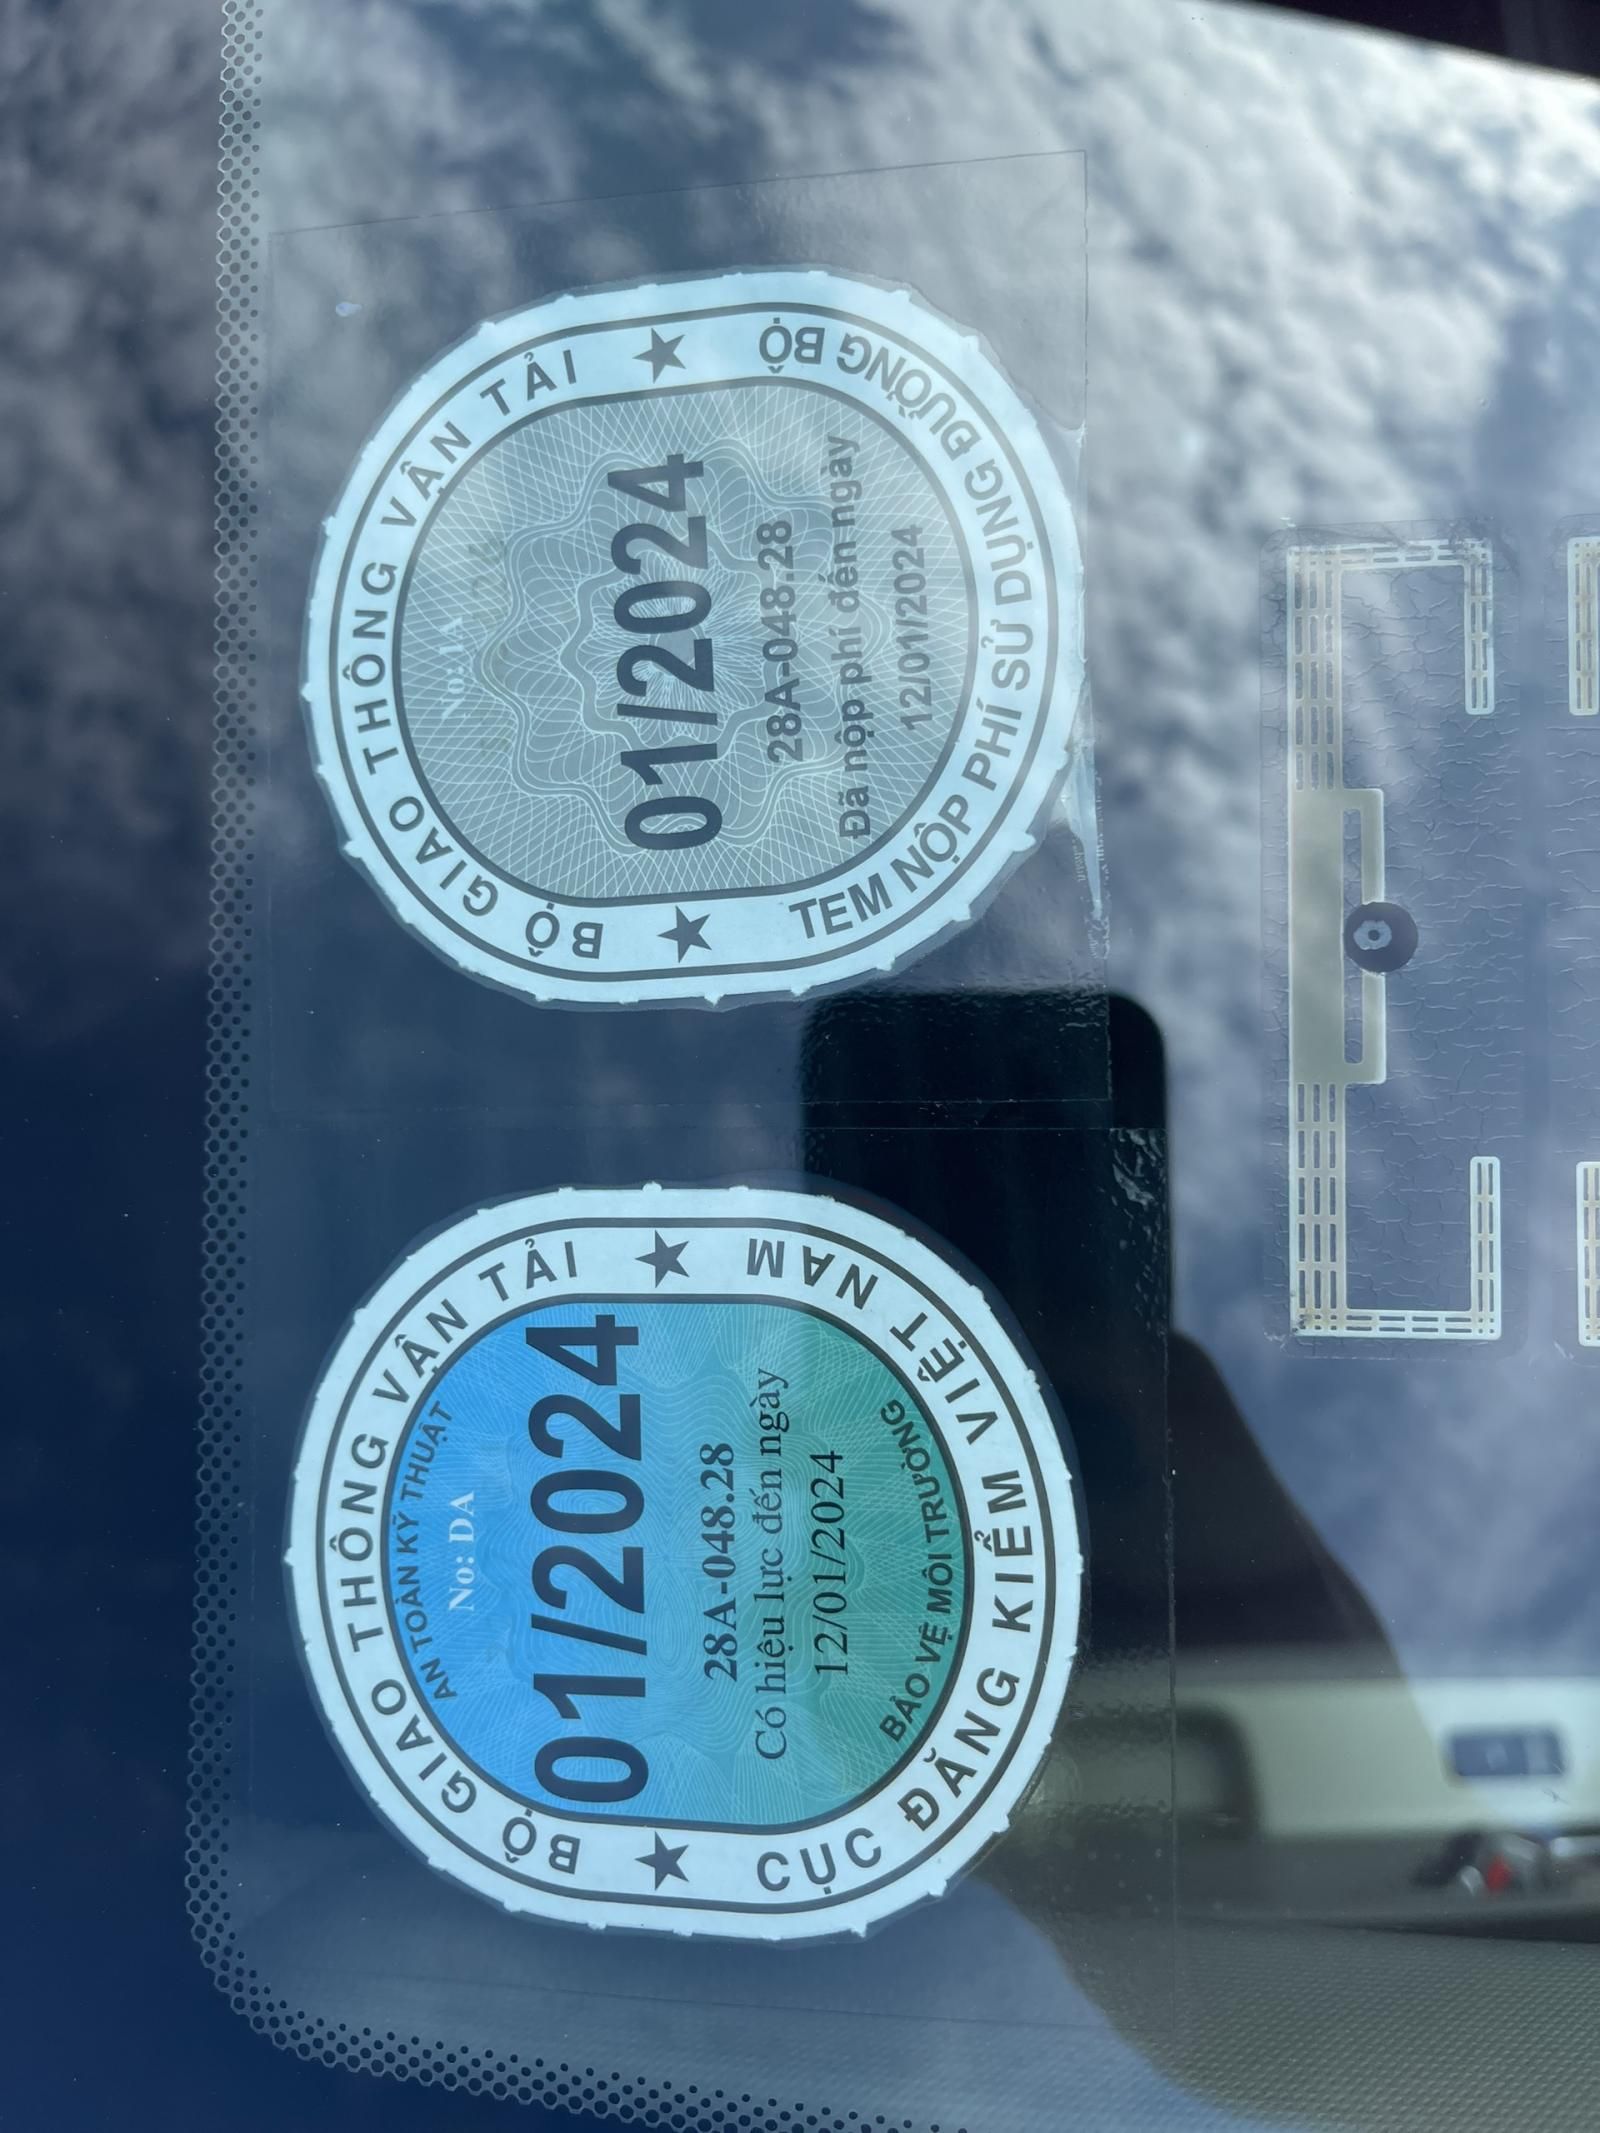 BỘ GIAO THÔNG VẬN TẢI
AN TOÀN KỸ THUẬT
No: DA
01/2024
28A-048.28
Có hiệu lực đến ngày
12/01/2024
BẢO VỆ MÔI TRƯỜNG
CỤC ĐĂNG KIỂM VIỆT NAM
BỘ GIAO THÔNG VẬN TẢI
01/2024
28A-048.28
Đã nộp phí đến ngày
12/01/2024
TEM NỘP PHÍ SỬ DỤNG ĐƯỜNG BỘ